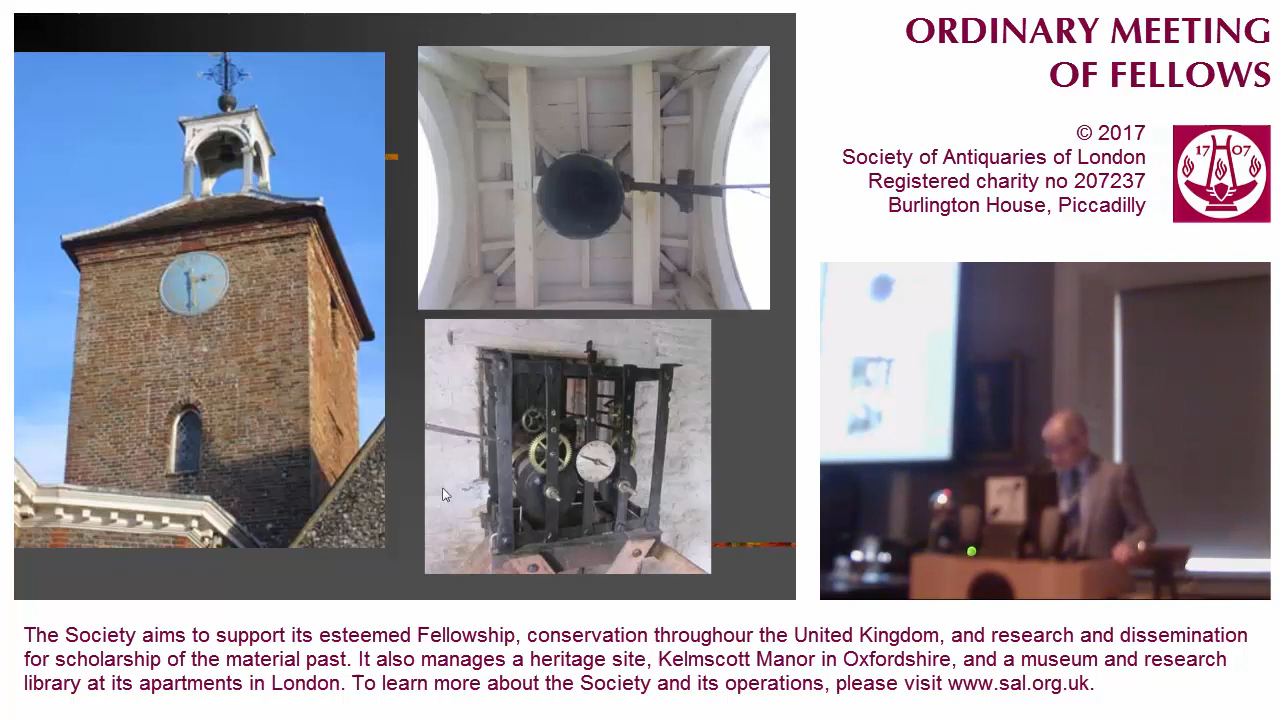 ORDINARY MEETING
OF FELLOWS
© 2017
Society of Antiquaries of London
Registered charity no 207237
Burlington House, Piccadilly
17 07
The Society aims to support its esteemed Fellowship, conservation throughour the United Kingdom, and research and dissemination
for scholarship of the material past. It also manages a heritage site, Kelmscott Manor in Oxfordshire, and a museum and research
library at its apartments in London. To learn more about the Society and its operations, please visit www.sal.org.uk.